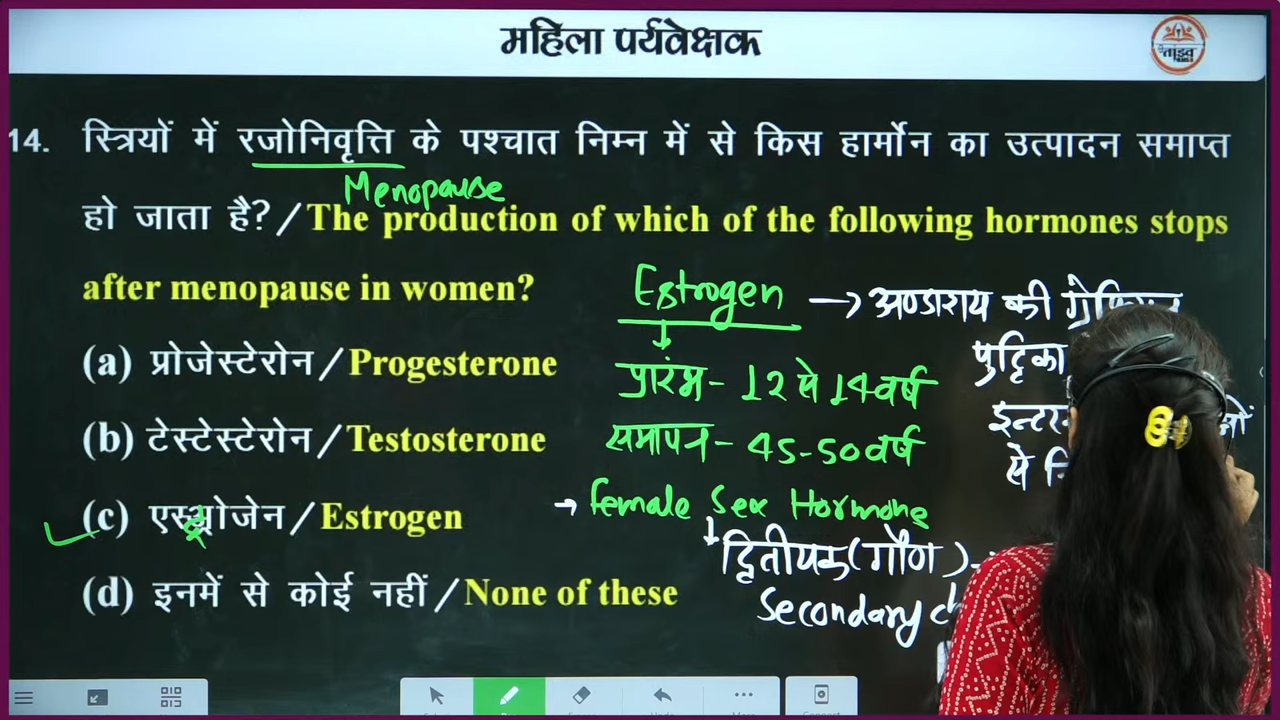 महिला पर्यवेक्षक
ताइव
14. स्त्रियों में रजोनिवृत्ति के पश्चात निम्न में से किस हार्मोन का उत्पादन समाप्त
Menopause
हो जाता है?/The production of which of the following hormones stops
after menopause in women?
Estrogen → अण्डाशय की
पुट्टिका
(a) प्रोजेस्टेरोन/Progesterone
प्रारंभ - 12 से 14 वर्ष
(b) टेस्टेस्टेरोन/Testosterone
समापन - 45-50 वर्ष
से
(c) एस्ट्रोजेन/Estrogen
→ female Sex Hormone
द्वितीयक (गौण)
(d) इनमें से कोई नहीं/None of these
Secondary